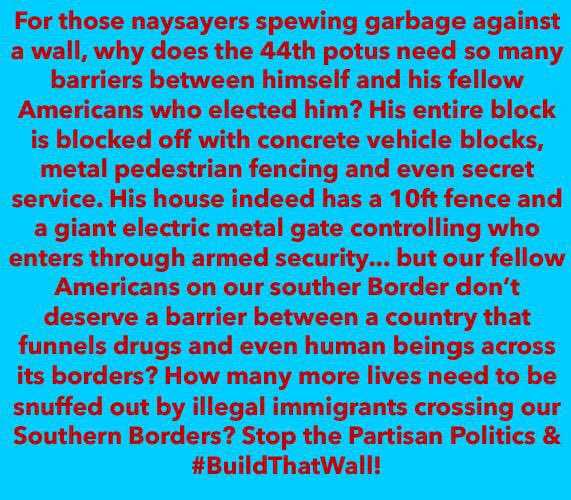 For those naysayers spewing garbage against
a wall, why does the 44th potus need so many
barriers between himself and his fellow
Americans who elected him? His entire block
is blocked off with concrete vehicle blocks,
metal pedestrian fencing and even secret
service. His house indeed has a 10ft fence and
a giant electric metal gate controlling who
enters through armed security... but our fellow
Americans on our souther Border don’t
deserve a barrier between a country that
funnels drugs and even human beings across
its borders? How many more lives need to be
snuffed out by illegal immigrants crossing our
Southern Borders? Stop the Partisan Politics &
#BuildThatWall!